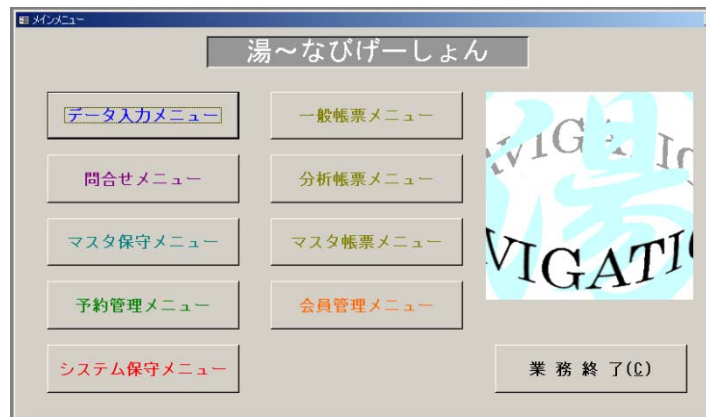 メインメニュー
湯～なびげーしょん
データ入力メニュー
一般帳票メニュー
問合せメニュー
分析帳票メニュー
マスタ保守メニュー
マスタ帳票メニュー
予約管理メニュー
会員管理メニュー
システム保守メニュー
業務終了(C)
湯
VIGATI